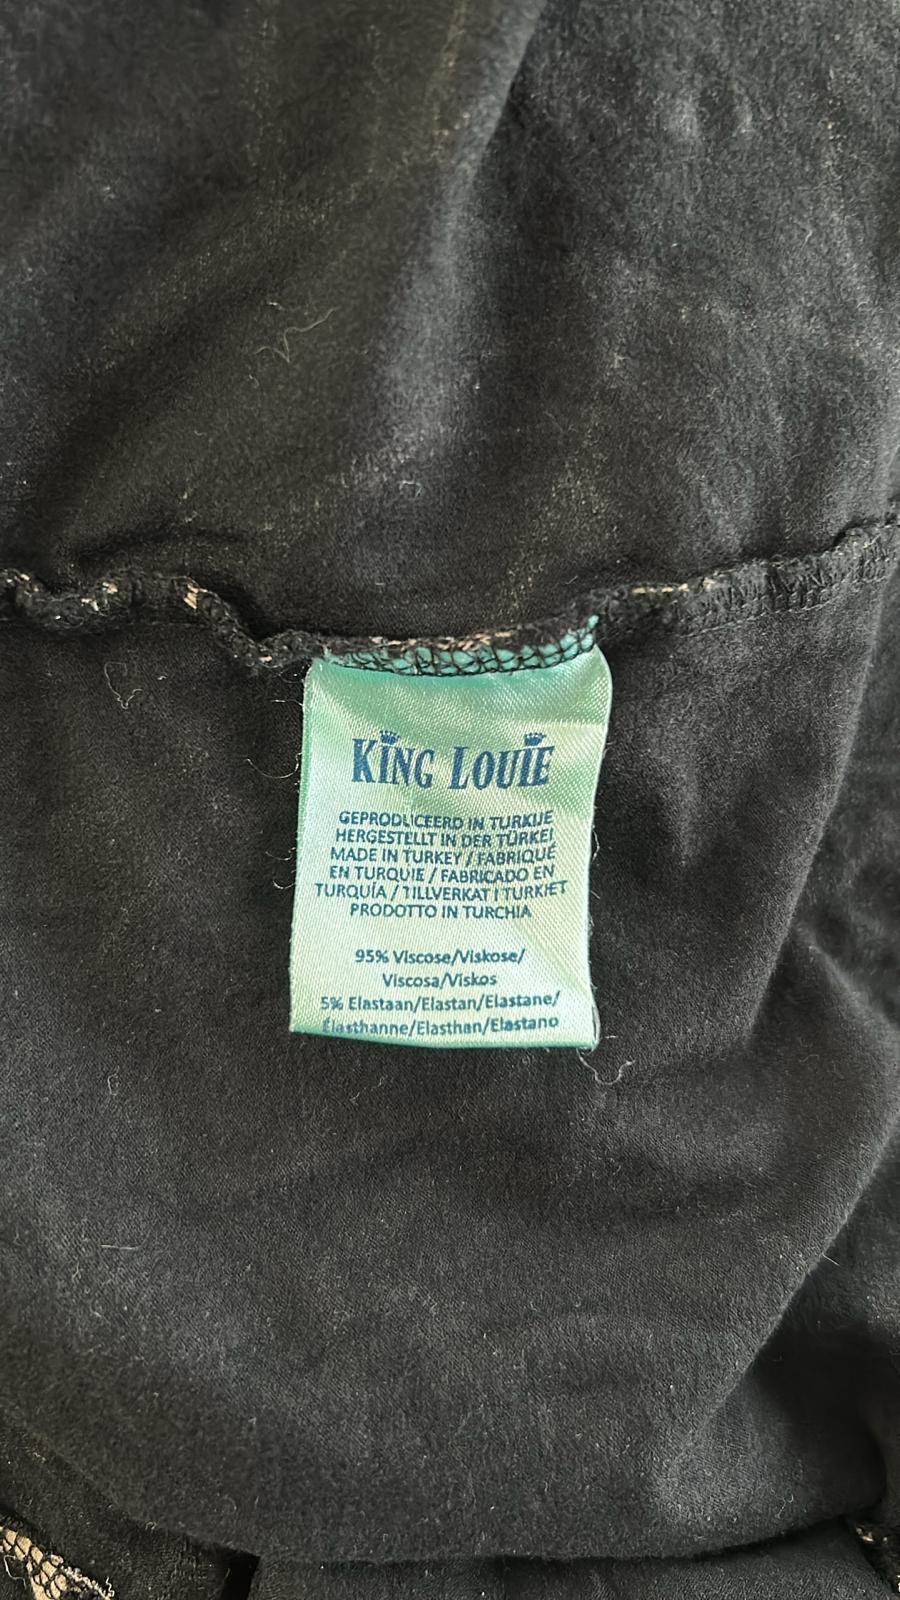 KING LOUIE
GEPRODUCEERD IN TURKIJE
HERGESTELLT IN DER TÜRKEI
MADE IN TURKEY / FABRIQUÉ
EN TURQUIE / FABRICADO EN
TURQUÍA / TILLVERKAT I TURKIET
PRODOTTO IN TURCHIA
95% Viscose/Viskose/
Viscosa/Viskos
5% Elastaan/Elastan/Elastane/
Élasthanne/Elasthan/Elastano